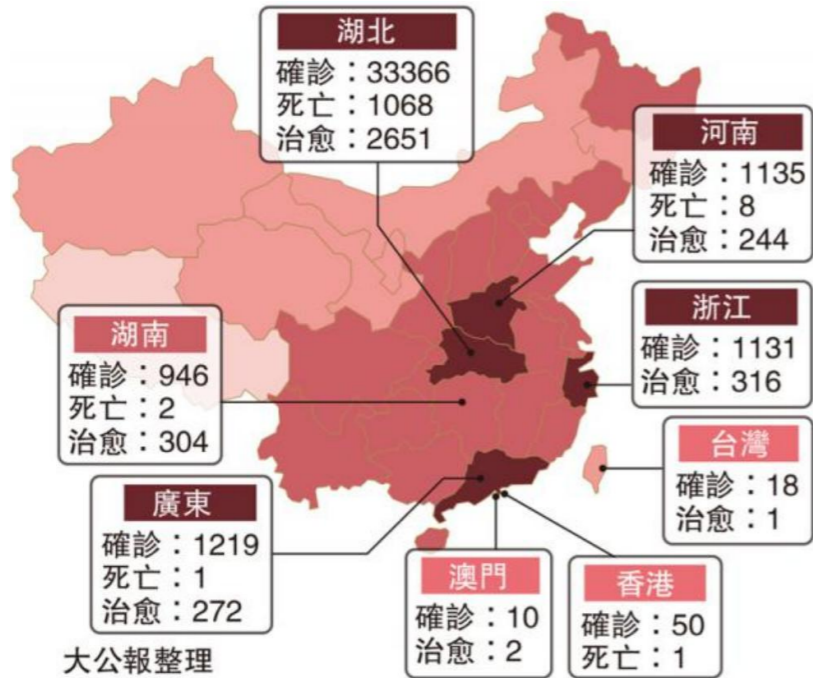 湖北
確診：33366
死亡：1068
治愈：2651
河南
確診：1135
死亡：8
治愈：244
浙江
確診：1131
治愈：316
湖南
確診：946
死亡：2
治愈：304
台灣
確診：18
治愈：1
廣東
確診：1219
死亡：1
治愈：272
澳門
確診：10
治愈：2
香港
確診：50
死亡：1
大公報整理